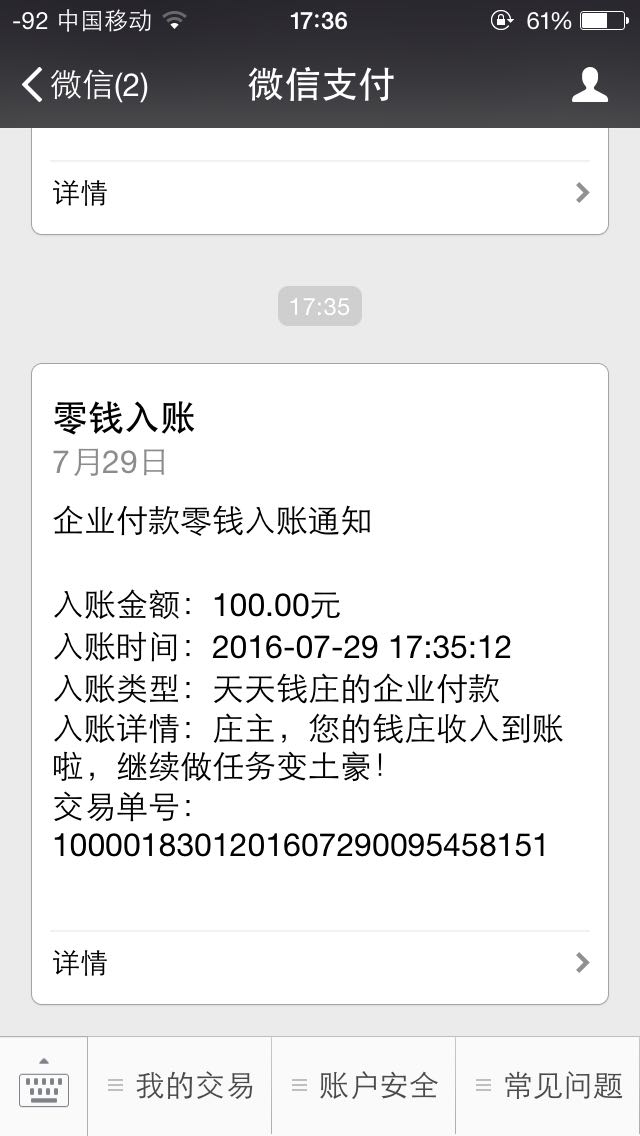 -92 中国移动 17:36 61%
微信(2) 微信支付
详情
17:35
零钱入账
7月29日
企业付款零钱入账通知
入账金额：100.00元
入账时间：2016-07-29 17:35:12
入账类型：天天钱庄的企业付款
入账详情：庄主，您的钱庄收入到账
啦，继续做任务变土豪！
交易单号：
1000018301201607290095458151
详情
我的交易 账户安全 常见问题